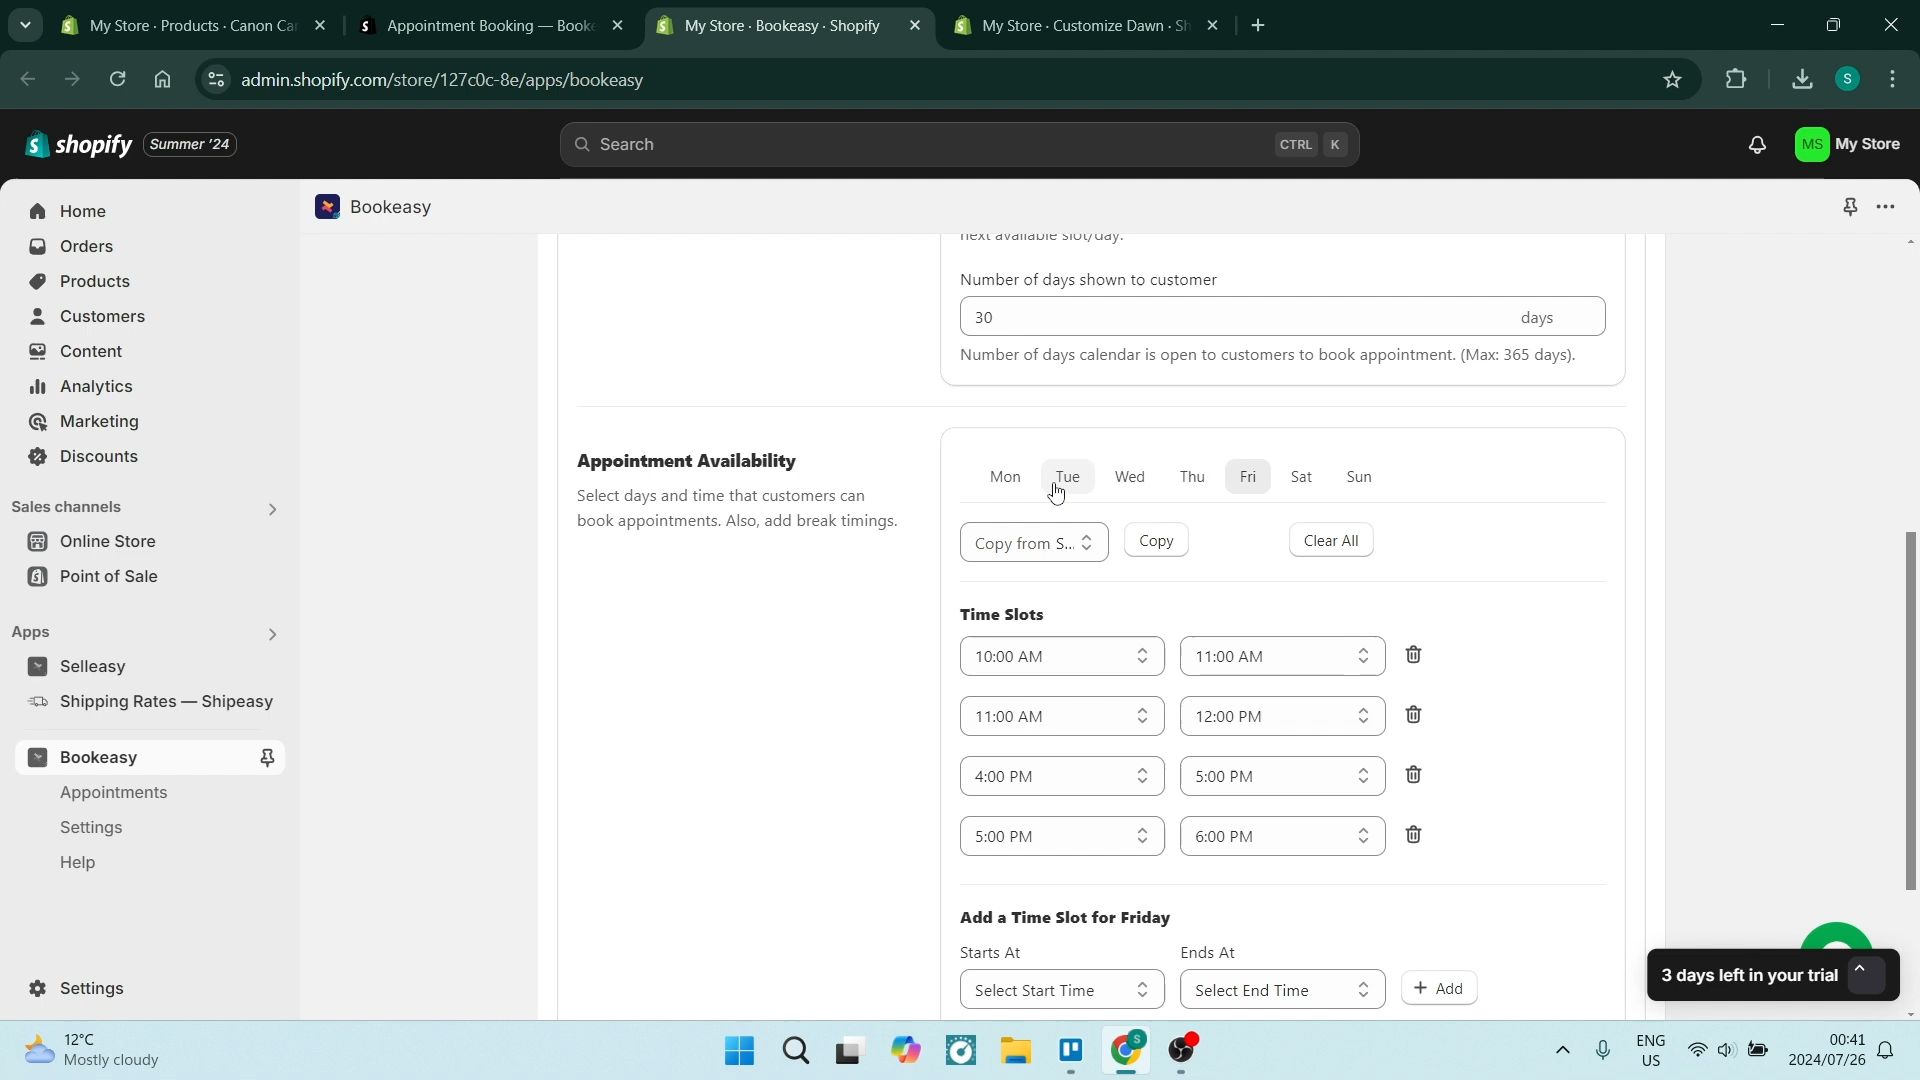 My Store · Products · Canon Ca
Appointment Booking — Book
My Store · Bookeasy · Shopify
My Store · Customize Dawn · Sh
admin.shopify.com/store/127c0c-8e/apps/bookeasy
S
shopify
Summer '24
Search
CTRL K
MS
My Store
Home
Orders
Products
Customers
Content
Analytics
Marketing
Discounts
Sales channels
Online Store
Point of Sale
Apps
Selleasy
Shipping Rates — Shipeasy
Bookeasy
Appointments
Settings
Help
Settings
Bookeasy
next available slot/day.
Number of days shown to customer
30 days
Number of days calendar is open to customers to book appointment. (Max: 365 days).
Appointment Availability
Select days and time that customers can
book appointments. Also, add break timings.
Mon Tue Wed Thu Fri Sat Sun
Copy from S... Copy Clear All
Time Slots
10:00 AM 11:00 AM
11:00 AM 12:00 PM
4:00 PM 5:00 PM
5:00 PM 6:00 PM
Add a Time Slot for Friday
Starts At Ends At
Select Start Time Select End Time + Add
3 days left in your trial
12°C
Mostly cloudy
ENG
US
00:41
2024/07/26